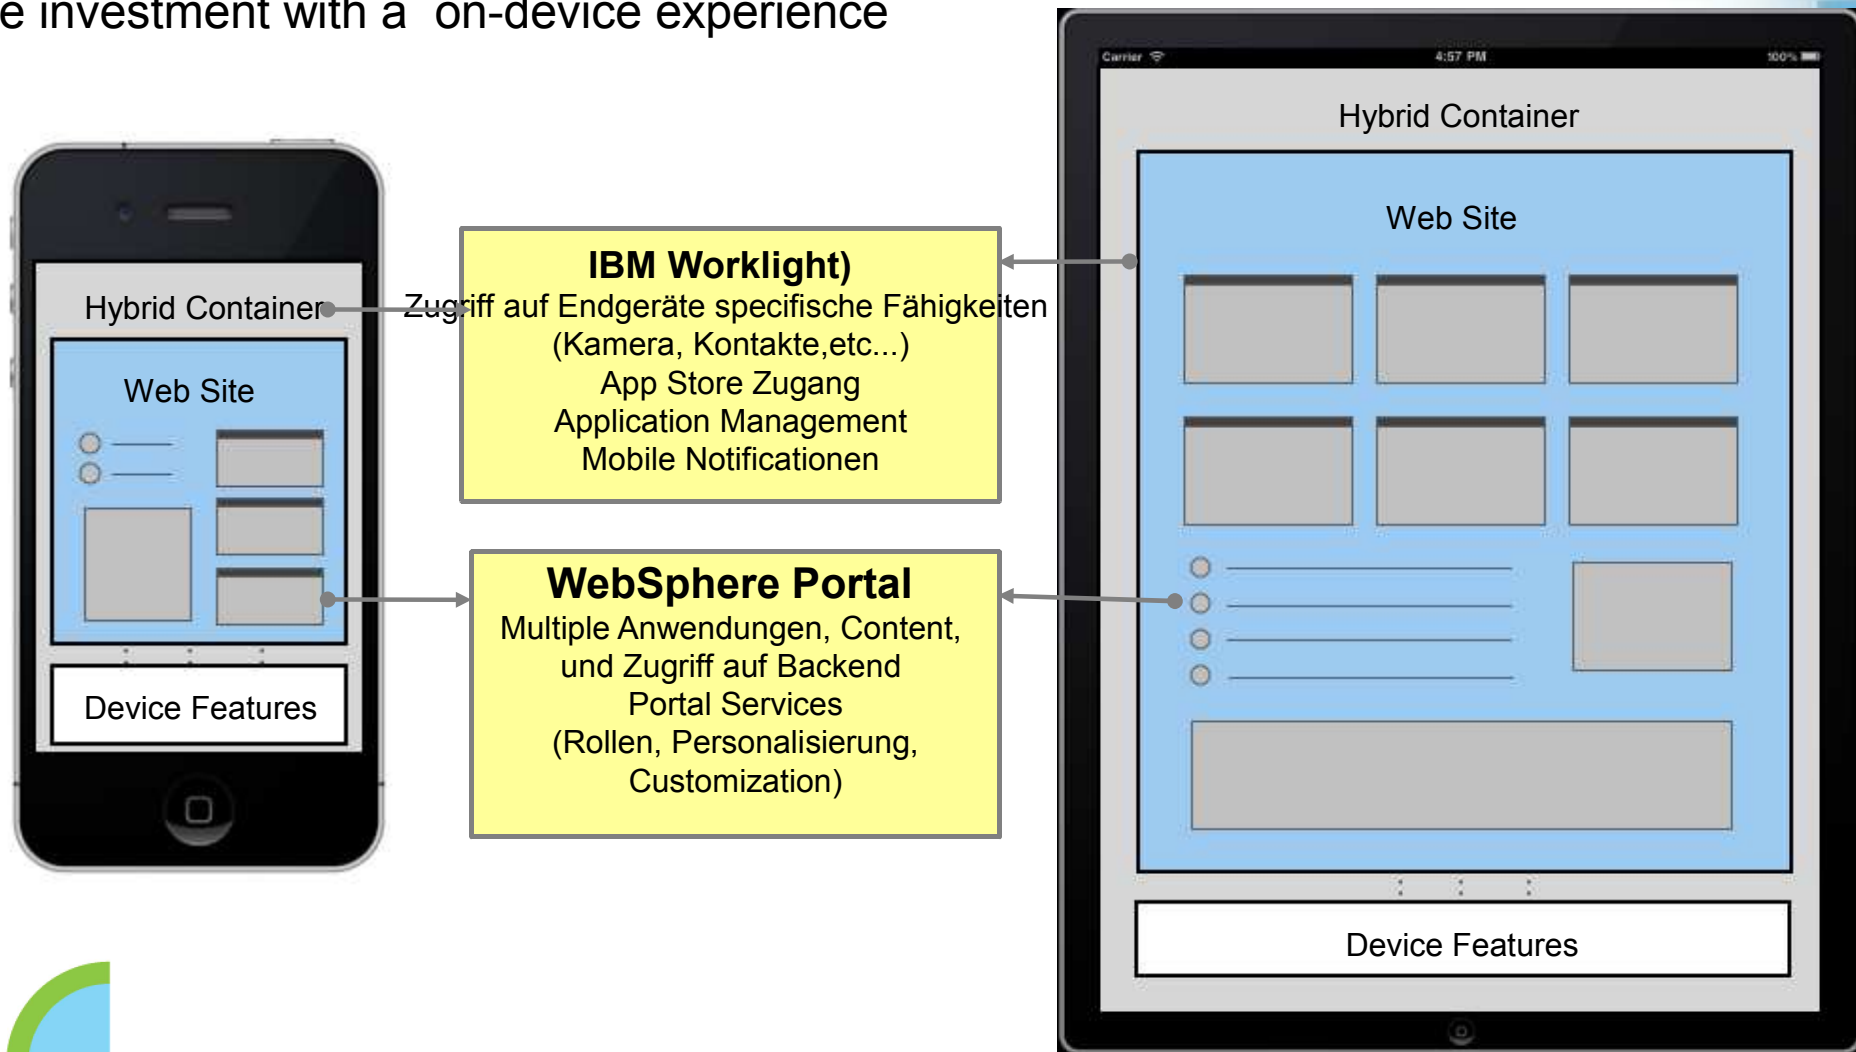 e investment with a on-device experience
Carrier 4:57 PM 100%
Hybrid Container
Web Site
Device Features
Hybrid Container
Web Site
Device Features
IBM Worklight)
Zugriff auf Endgeräte specifische Fähigkeiten
(Kamera, Kontakte,etc...)
App Store Zugang
Application Management
Mobile Notificationen
WebSphere Portal
Multiple Anwendungen, Content,
und Zugriff auf Backend
Portal Services
(Rollen, Personalisierung,
Customization)